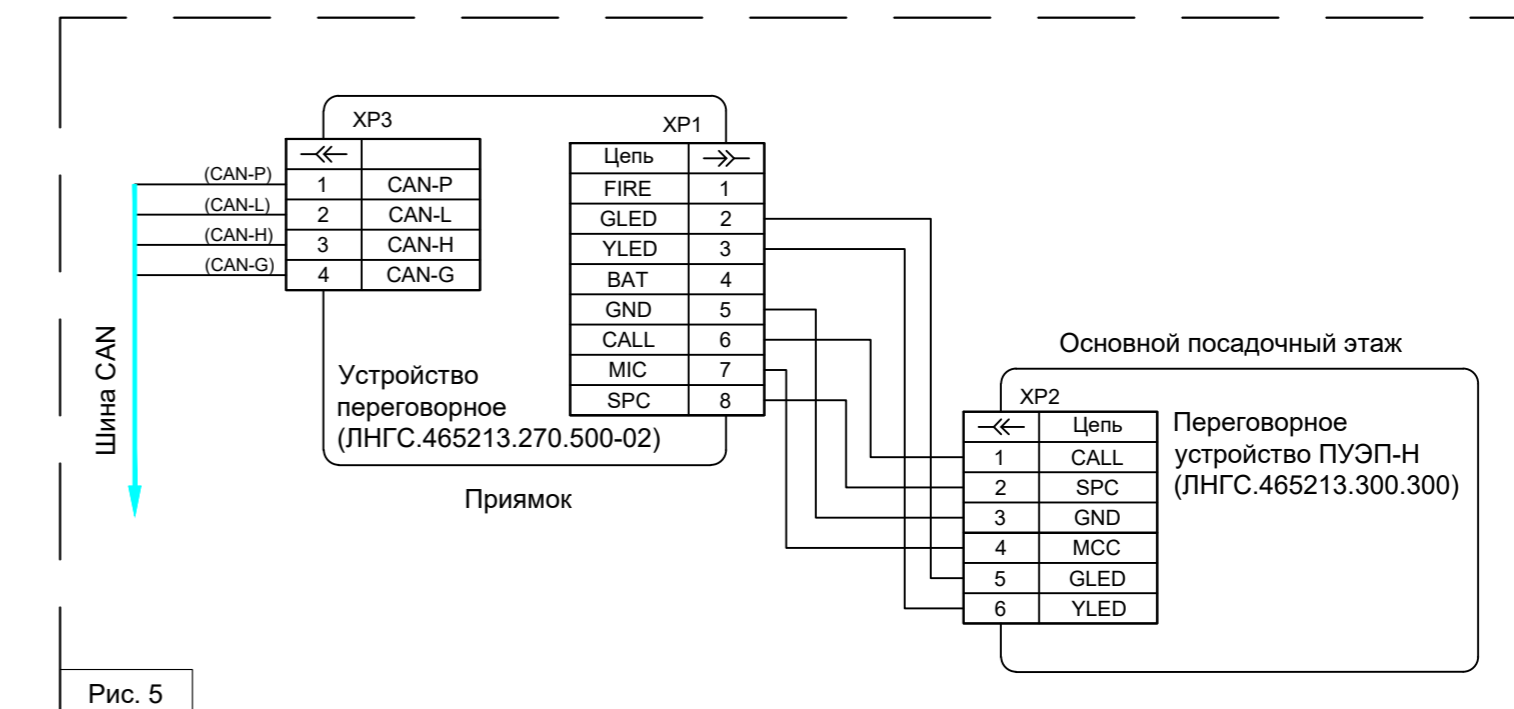 XP3
XP1
(CAN-P) 1 CAN-P
(CAN-L) 2 CAN-L
(CAN-H) 3 CAN-H
(CAN-G) 4 CAN-G
Цепь
FIRE 1
GLED 2
YLED 3
BAT 4
GND 5
CALL 6
MIC 7
SPC 8
Шина CAN
Устройство
переговорное
(ЛНГС.465213.270.500-02)
Приямок
Основной посадочный этаж
XP2
Цепь
1 CALL
2 SPC
3 GND
4 MCC
5 GLED
6 YLED
Переговорное
устройство ПУЭП-Н
(ЛНГС.465213.300.300)
Рис. 5